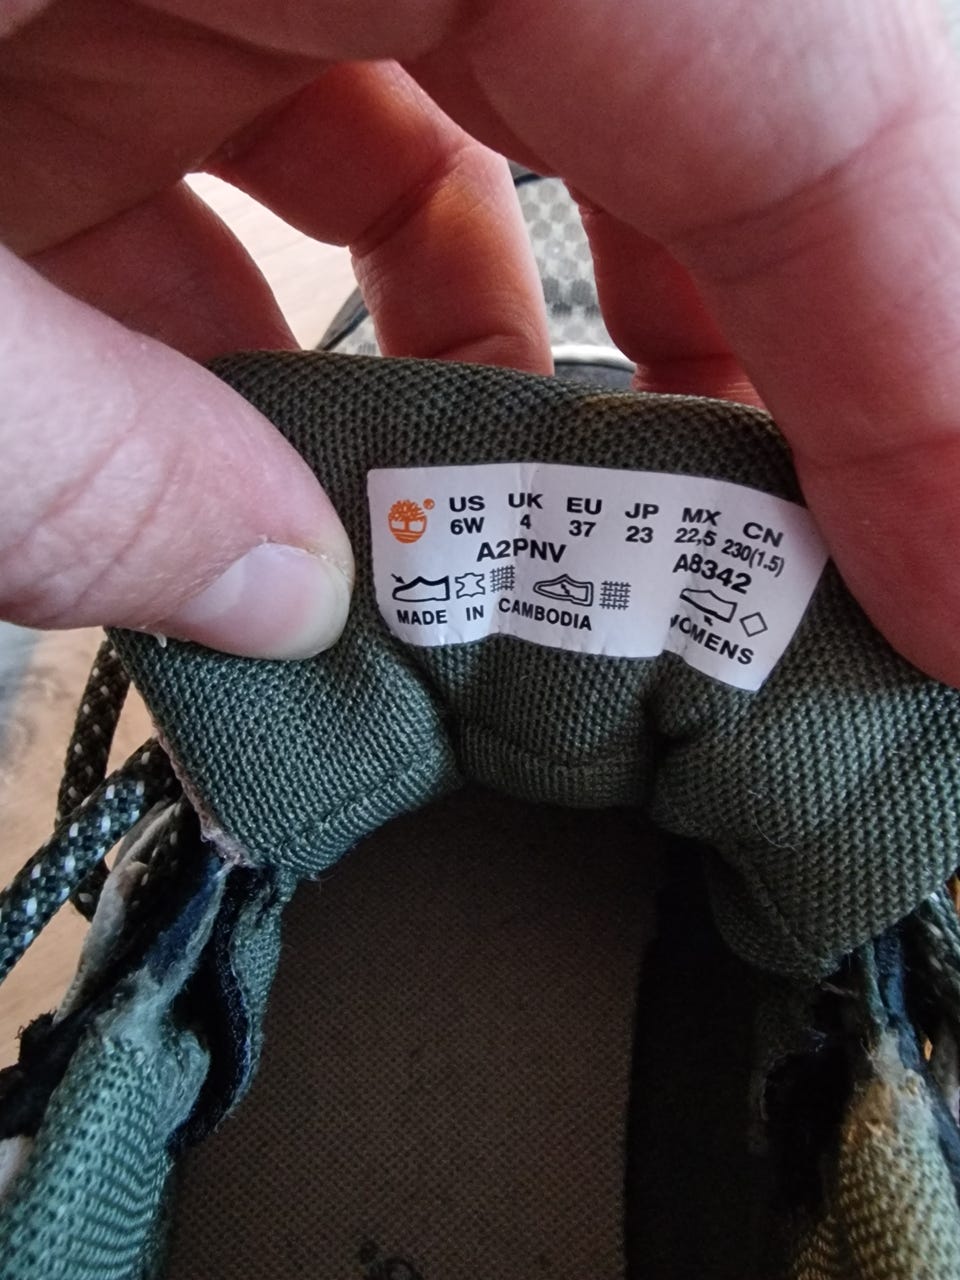 US UK EU JP MX CN
6W 4 37 23 22,5 230(1.5)
A2PNV A8342
MADE IN CAMBODIA WOMENS